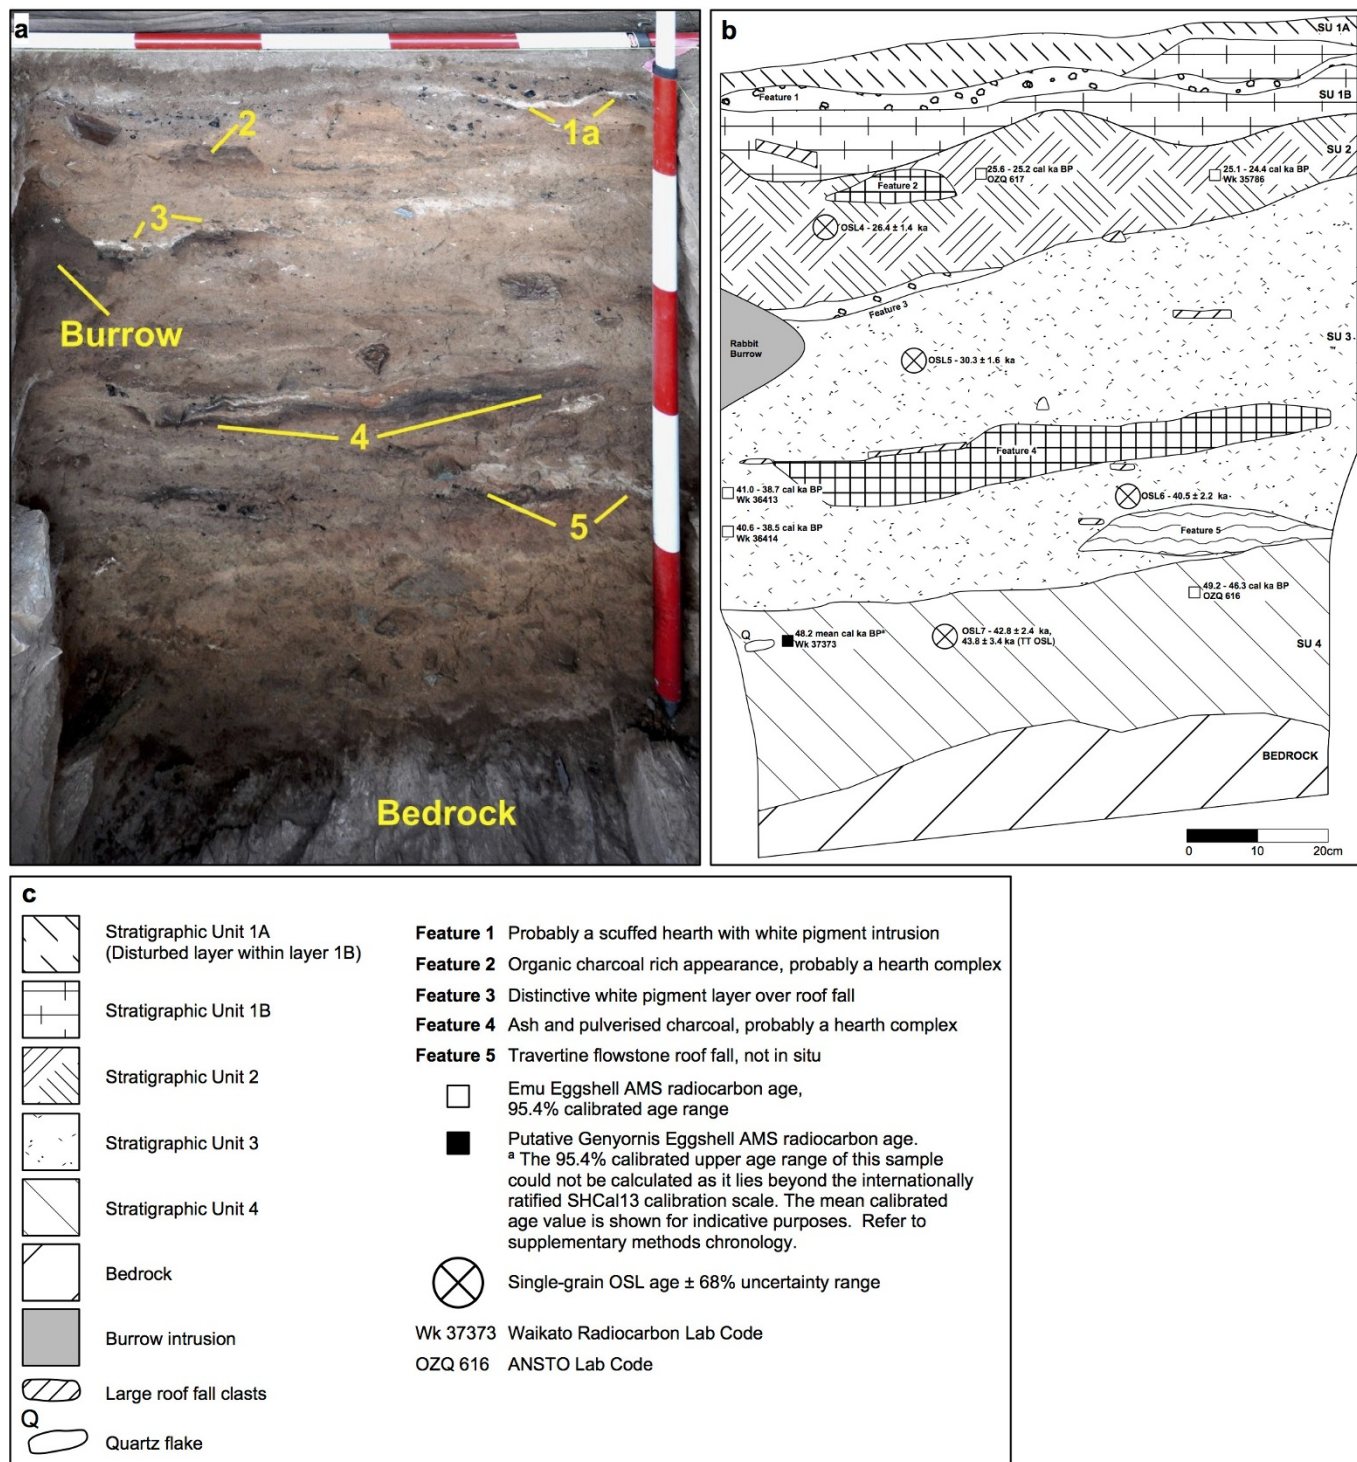 a
2
1a
3
Burrow
4
5
Bedrock
b
SU 1A
Feature 1
SU 1B
SU 2
25.6 - 25.2 cal ka BP
OZQ 617
25.1 - 24.4 cal ka BP
Wk 35786
Feature 2
OSL4 - 26.4 ± 1.4 ka
Feature 3
Rabbit
Burrow
SU 3
OSL5 - 30.3 ± 1.6 ka
Feature 4
41.0 - 38.7 cal ka BP
Wk 36413
OSL6 - 40.5 ± 2.2 ka
40.6 - 38.5 cal ka BP
Wk 36414
Feature 5
49.2 - 46.3 cal ka BP
OZQ 616
Q
48.2 mean cal ka BPª
Wk 37373
OSL7 - 42.8 ± 2.4 ka,
43.8 ± 3.4 ka (TT OSL)
SU 4
BEDROCK
0 10 20cm
c
Stratigraphic Unit 1A
(Disturbed layer within layer 1B)
Stratigraphic Unit 1B
Stratigraphic Unit 2
Stratigraphic Unit 3
Stratigraphic Unit 4
Bedrock
Burrow intrusion
Large roof fall clasts
Q
Quartz flake
Feature 1 Probably a scuffed hearth with white pigment intrusion
Feature 2 Organic charcoal rich appearance, probably a hearth complex
Feature 3 Distinctive white pigment layer over roof fall
Feature 4 Ash and pulverised charcoal, probably a hearth complex
Feature 5 Travertine flowstone roof fall, not in situ
Emu Eggshell AMS radiocarbon age,
95.4% calibrated age range
Putative Genyornis Eggshell AMS radiocarbon age.
ª The 95.4% calibrated upper age range of this sample
could not be calculated as it lies beyond the internationally
ratified SHCal13 calibration scale. The mean calibrated
age value is shown for indicative purposes. Refer to
supplementary methods chronology.
Single-grain OSL age ± 68% uncertainty range
Wk 37373 Waikato Radiocarbon Lab Code
OZQ 616 ANSTO Lab Code